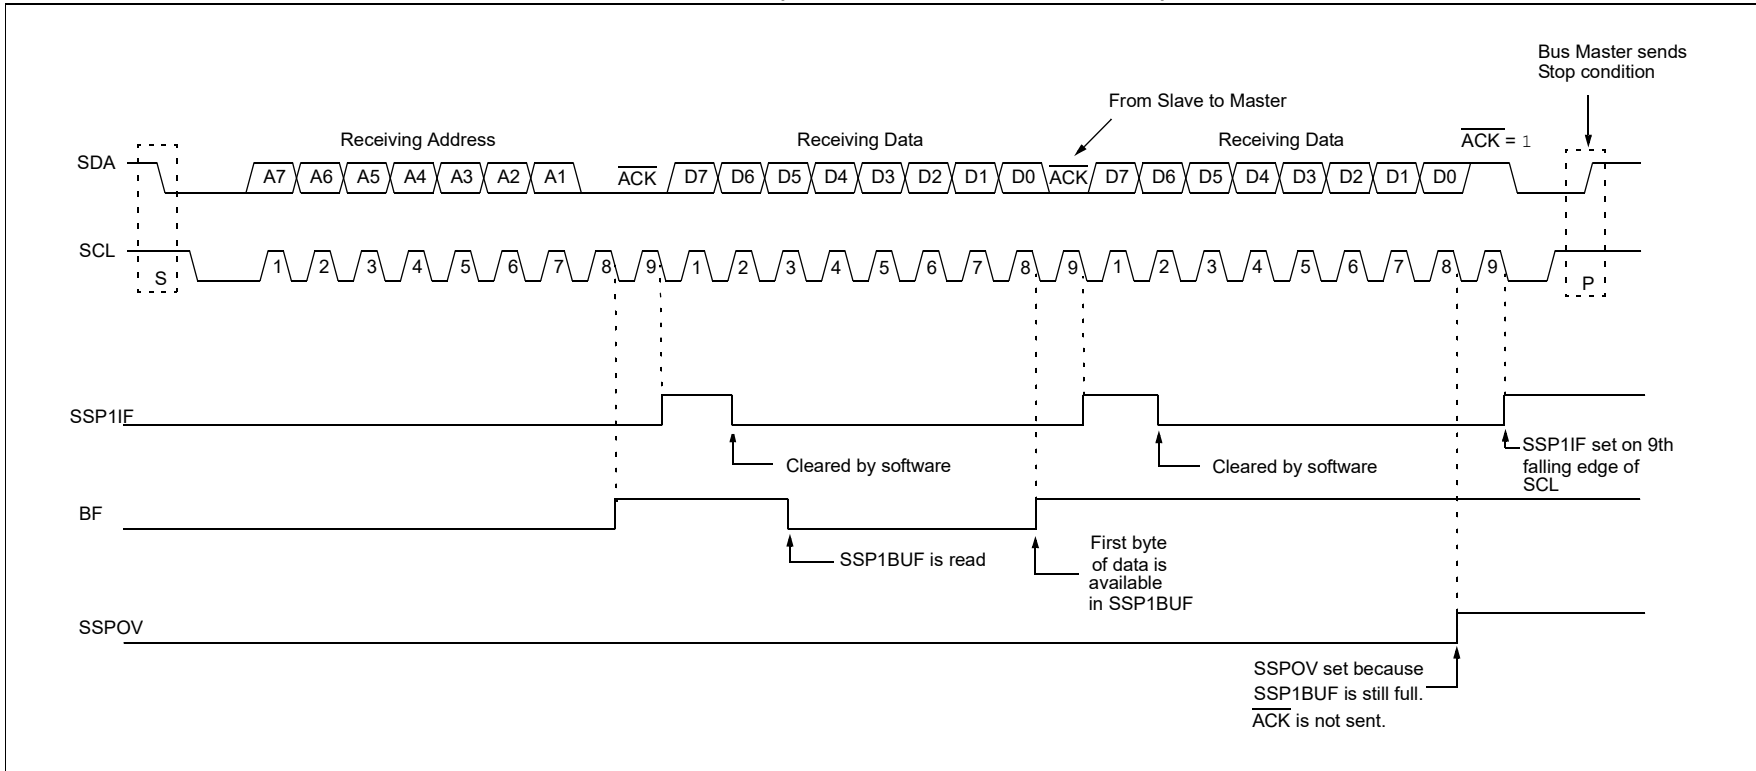 Bus Master sends
Stop condition
From Slave to Master
Receiving Address
Receiving Data
Receiving Data
ACK = 1
SDA
A7 A6 A5 A4 A3 A2 A1 ACK D7 D6 D5 D4 D3 D2 D1 D0 ACK D7 D6 D5 D4 D3 D2 D1 D0
SCL
S
1 2 3 4 5 6 7 8 9 1 2 3 4 5 6 7 8 9 1 2 3 4 5 6 7 8 9
P
SSP1IF
Cleared by software
Cleared by software
SSP1IF set on 9th
falling edge of
SCL
BF
SSP1BUF is read
First byte
of data is
available
in SSP1BUF
SSPOV
SSPOV set because
SSP1BUF is still full.
ACK is not sent.